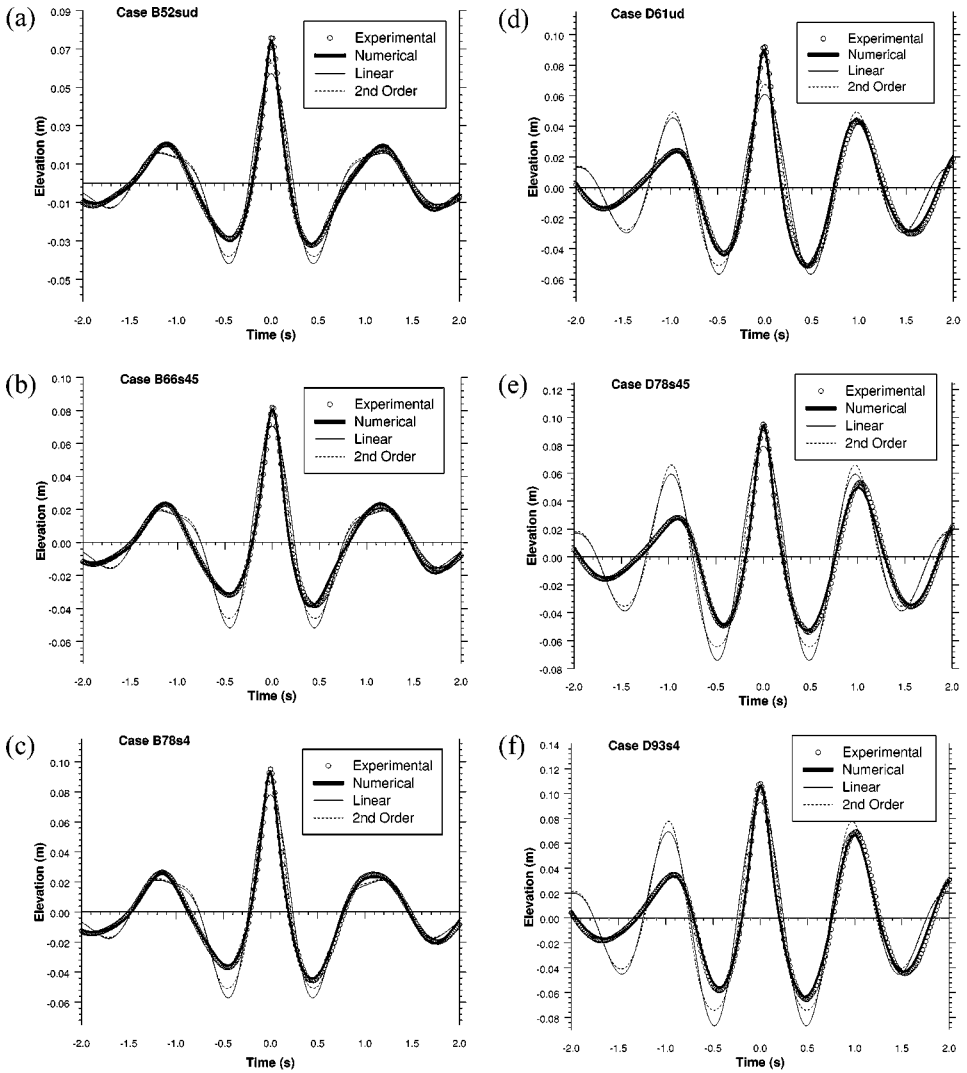 (a)
Case B52sud
Experimental
Numerical
Linear
2nd Order
Elevation (m)
0.09
0.07
0.05
0.03
0.01
-0.01
-0.03
-0.05
-2.0 -1.5 -1.0 -0.5 0.0 0.5 1.0 1.5 2.0
Time (s)
(d)
Case D61ud
Experimental
Numerical
Linear
2nd Order
Elevation (m)
0.10
0.08
0.06
0.04
0.02
0.00
-0.02
-0.04
-0.06
-2.0 -1.5 -1.0 -0.5 0.0 0.5 1.0 1.5 2.0
Time (s)
(b)
Case B66s45
Experimental
Numerical
Linear
2nd Order
Elevation (m)
0.10
0.08
0.06
0.04
0.02
0.00
-0.02
-0.04
-0.06
-2.0 -1.5 -1.0 -0.5 0.0 0.5 1.0 1.5 2.0
Time (s)
(e)
Case D78s45
Experimental
Numerical
Linear
2nd Order
Elevation (m)
0.12
0.10
0.08
0.06
0.04
0.02
0.00
-0.02
-0.04
-0.06
-0.08
-2.0 -1.5 -1.0 -0.5 0.0 0.5 1.0 1.5 2.0
Time (s)
(c)
Case B78s4
Experimental
Numerical
Linear
2nd Order
Elevation (m)
0.10
0.08
0.06
0.04
0.02
0.00
-0.02
-0.04
-0.06
-2.0 -1.5 -1.0 -0.5 0.0 0.5 1.0 1.5 2.0
Time (s)
(f)
Case D93s4
Experimental
Numerical
Linear
2nd Order
Elevation (m)
0.14
0.12
0.10
0.08
0.06
0.04
0.02
0.00
-0.02
-0.04
-0.06
-0.08
-2.0 -1.5 -1.0 -0.5 0.0 0.5 1.0 1.5 2.0
Time (s)